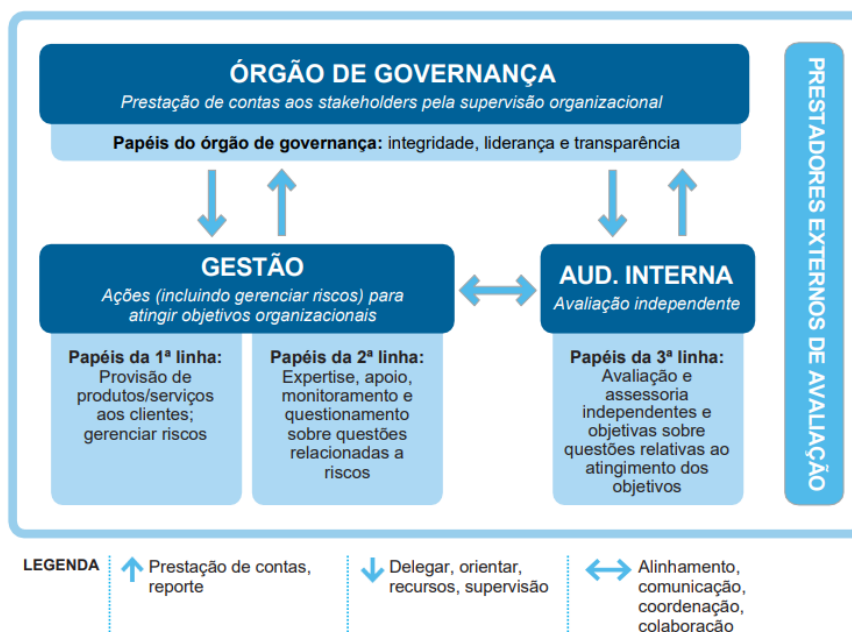 ÓRGÃO DE GOVERNANÇA
Prestação de contas aos stakeholders pela supervisão organizacional
Papéis do órgão de governança: integridade, liderança e transparência
GESTÃO
Ações (incluindo gerenciar riscos) para
atingir objetivos organizacionais
Papéis da 1ª linha:
Provisão de
produtos/serviços
aos clientes;
gerenciar riscos
Papéis da 2ª linha:
Expertise, apoio,
monitoramento e
questionamento
sobre questões
relacionadas a
riscos
AUD. INTERNA
Avaliação independente
Papéis da 3ª linha:
Avaliação e
assessoria
independentes e
objetivas sobre
questões relativas ao
atingimento dos
objetivos
PRESTADORES EXTERNOS DE AVALIAÇÃO
LEGENDA
Prestação de contas,
reporte
Delegar, orientar,
recursos, supervisão
Alinhamento,
comunicação,
coordenação,
colaboração